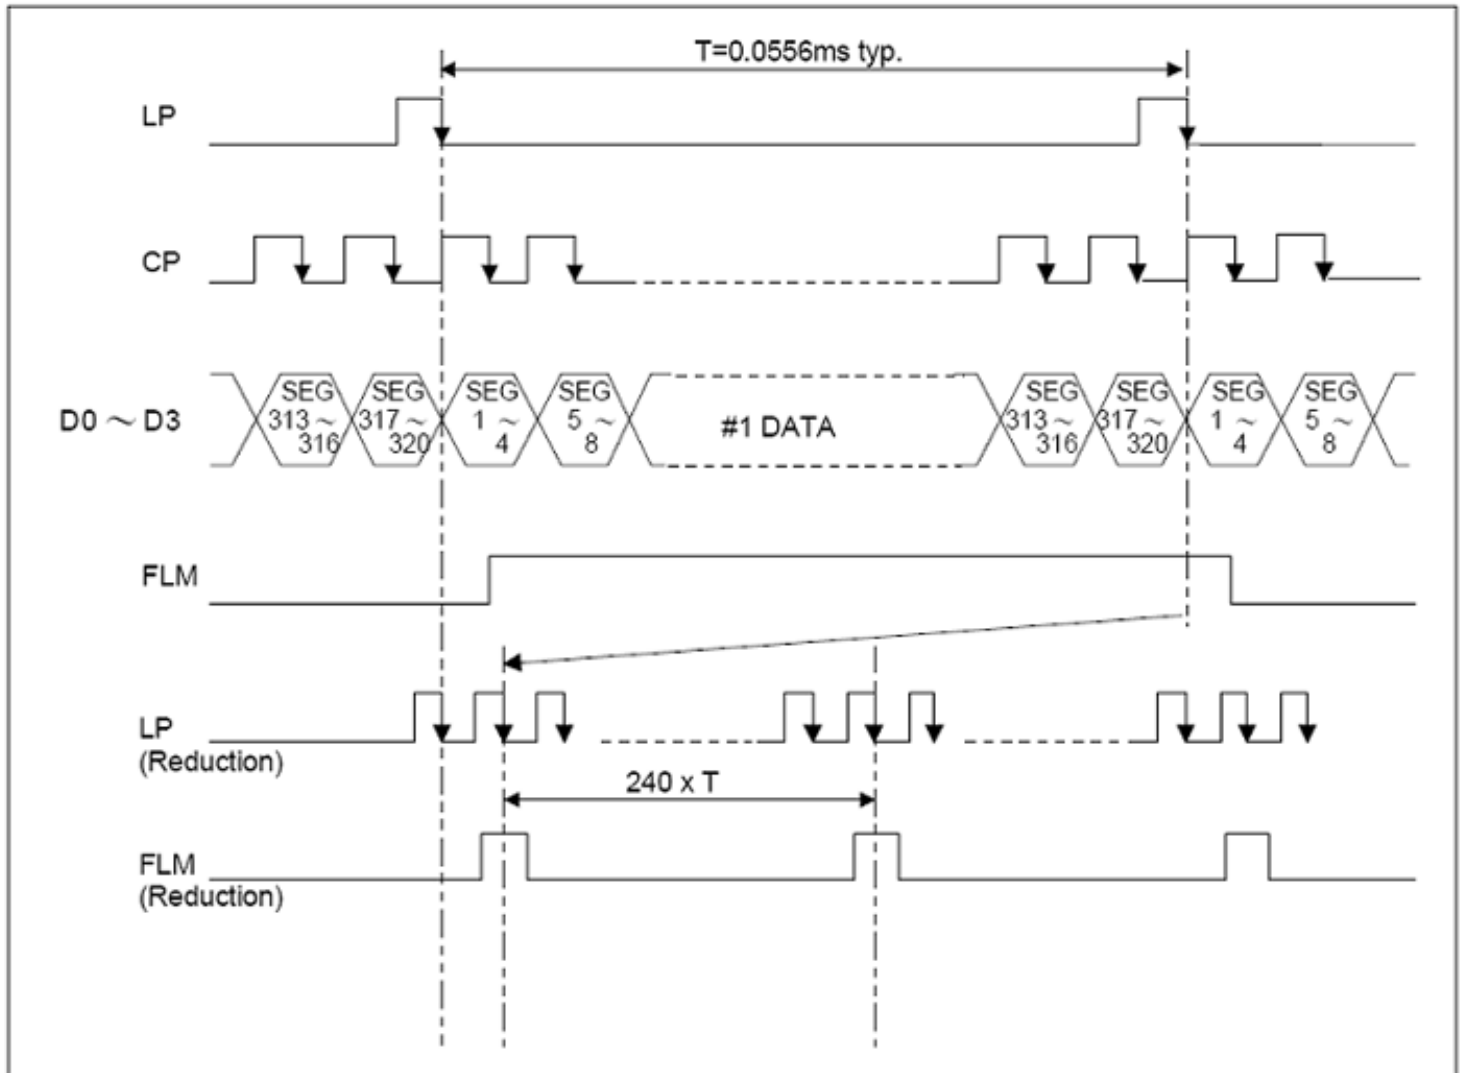 T=0.0556ms typ.
LP
CP
D0 ～ D3
SEG
313 ～
316
SEG
317 ～
320
SEG
1 ～
4
SEG
5 ～
8
#1 DATA
SEG
313 ～
316
SEG
317 ～
320
SEG
1 ～
4
SEG
5 ～
8
FLM
LP
(Reduction)
240 x T
FLM
(Reduction)